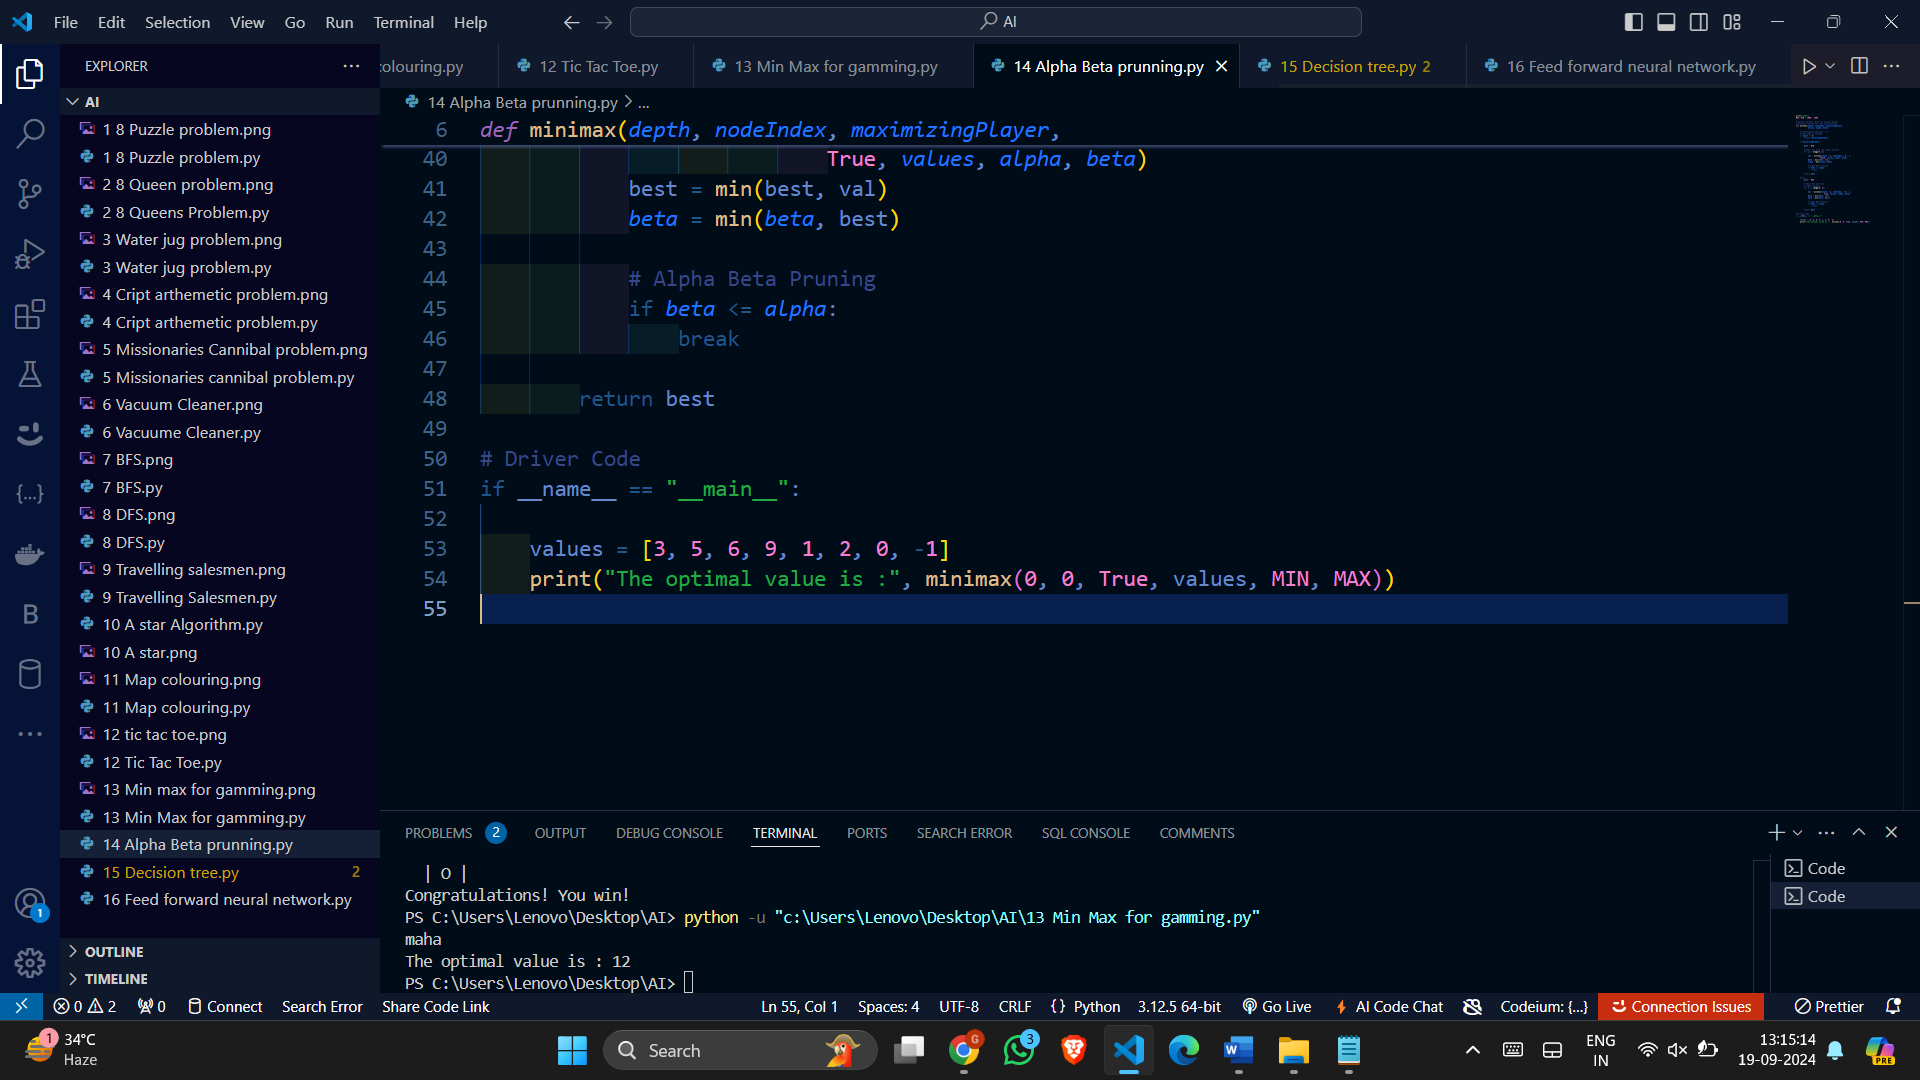 File Edit Selection View Go Run Terminal Help
AI
EXPLORER
colouring.py
12 Tic Tac Toe.py
13 Min Max for gamming.py
14 Alpha Beta prunning.py
15 Decision tree.py 2
16 Feed forward neural network.py
AI
1 8 Puzzle problem.png
1 8 Puzzle problem.py
2 8 Queen problem.png
2 8 Queens Problem.py
3 Water jug problem.png
3 Water jug problem.py
4 Cript arthemetic problem.png
4 Cript arthemetic problem.py
5 Missionaries Cannibal problem.png
5 Missionaries cannibal problem.py
6 Vacuum Cleaner.png
6 Vacuume Cleaner.py
7 BFS.png
7 BFS.py
8 DFS.png
8 DFS.py
9 Travelling salesmen.png
9 Travelling Salesmen.py
10 A star Algorithm.py
10 A star.png
11 Map colouring.png
11 Map colouring.py
12 tic tac toe.png
12 Tic Tac Toe.py
13 Min max for gamming.png
13 Min Max for gamming.py
14 Alpha Beta prunning.py
15 Decision tree.py 2
16 Feed forward neural network.py
OUTLINE
TIMELINE
B
1
14 Alpha Beta prunning.py > ...
6 def minimax(depth, nodeIndex, maximizingPlayer,
40 True, values, alpha, beta)
41 best = min(best, val)
42 beta = min(beta, best)
43
44 # Alpha Beta Pruning
45 if beta <= alpha:
46 break
47
48 return best
49
50 # Driver Code
51 if __name__ == "__main__":
52
53 values = [3, 5, 6, 9, 1, 2, 0, -1]
54 print("The optimal value is :", minimax(0, 0, True, values, MIN, MAX))
55
PROBLEMS 2 OUTPUT DEBUG CONSOLE TERMINAL PORTS SEARCH ERROR SQL CONSOLE COMMENTS
| O |
Congratulations! You win!
PS C:\Users\Lenovo\Desktop\AI> python -u "c:\Users\Lenovo\Desktop\AI\13 Min Max for gamming.py"
maha
The optimal value is : 12
PS C:\Users\Lenovo\Desktop\AI>
Code
Code
0 2 0 Connect Search Error Share Code Link Ln 55, Col 1 Spaces: 4 UTF-8 CRLF {} Python 3.12.5 64-bit Go Live AI Code Chat Codeium: {...} Connection Issues Prettier
1
34°C
Haze
Search
G
3
W
ENG
IN
13:15:14
19-09-2024
PRE